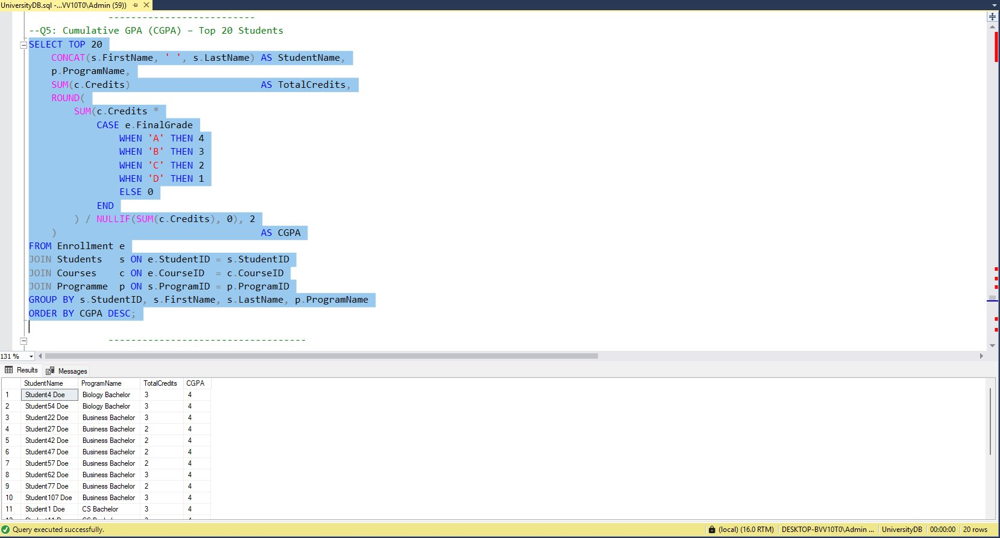 UniversityDB.sql -...VV10T0\Admin (59))
--------------------------
--Q5: Cumulative GPA (CGPA) – Top 20 Students
SELECT TOP 20
CONCAT(s.FirstName, ' ', s.LastName) AS StudentName,
p.ProgramName,
SUM(c.Credits) AS TotalCredits,
ROUND(
SUM(c.Credits *
CASE e.FinalGrade
WHEN 'A' THEN 4
WHEN 'B' THEN 3
WHEN 'C' THEN 2
WHEN 'D' THEN 1
ELSE 0
END
) / NULLIF(SUM(c.Credits), 0), 2
) AS CGPA
FROM Enrollment e
JOIN Students s ON e.StudentID = s.StudentID
JOIN Courses c ON e.CourseID = c.CourseID
JOIN Programme p ON s.ProgramID = p.ProgramID
GROUP BY s.StudentID, s.FirstName, s.LastName, p.ProgramName
ORDER BY CGPA DESC;
-----------------------------------
131 %
Results Messages
StudentName ProgramName TotalCredits CGPA
1 Student4 Doe Biology Bachelor 3 4
2 Student54 Doe Biology Bachelor 3 4
3 Student22 Doe Business Bachelor 3 4
4 Student27 Doe Business Bachelor 2 4
5 Student42 Doe Business Bachelor 2 4
6 Student47 Doe Business Bachelor 2 4
7 Student57 Doe Business Bachelor 2 4
8 Student62 Doe Business Bachelor 3 4
9 Student77 Doe Business Bachelor 2 4
10 Student107 Doe Business Bachelor 3 4
11 Student1 Doe CS Bachelor 3 4
Query executed successfully. (local) (16.0 RTM) DESKTOP-BVV10T0\Admin ... UniversityDB 00:00:00 20 rows